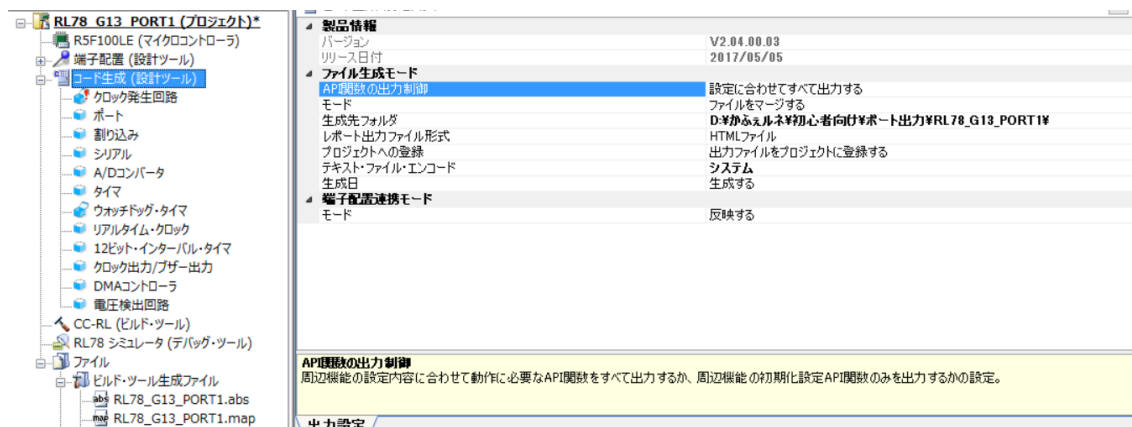 RL78_G13_PORT1 (プロジェクト)*
R5F100LE (マイクロコントローラ)
端子配置 (設計ツール)
コード生成 (設計ツール)
クロック発生回路
ポート
割り込み
シリアル
A/Dコンバータ
タイマ
ウォッチドッグ・タイマ
リアルタイム・クロック
12ビット・インターバル・タイマ
クロック出力/ブザー出力
DMAコントローラ
電圧検出回路
CC-RL (ビルド・ツール)
RL78 シミュレータ (デバッグ・ツール)
ファイル
ビルド・ツール生成ファイル
RL78_G13_PORT1.abs
RL78_G13_PORT1.map
製品情報
バージョン V2.04.00.03
リリース日付 2017/05/05
ファイル生成モード
API関数の出力制御 設定に合わせてすべて出力する
モード ファイルをマージする
生成先フォルダ D:¥かふぇルネ¥初心者向け¥ポート出力¥RL78_G13_PORT1¥
レポート出力ファイル形式 HTMLファイル
プロジェクトへの登録 出力ファイルをプロジェクトに登録する
テキスト・ファイル・エンコード システム
生成日 生成する
端子配置連携モード
モード 反映する
API関数の出力制御
周辺機能の設定内容に合わせて動作に必要なAPI関数をすべて出力するか、周辺機能の初期化設定API関数のみを出力するかの設定。
出力設定